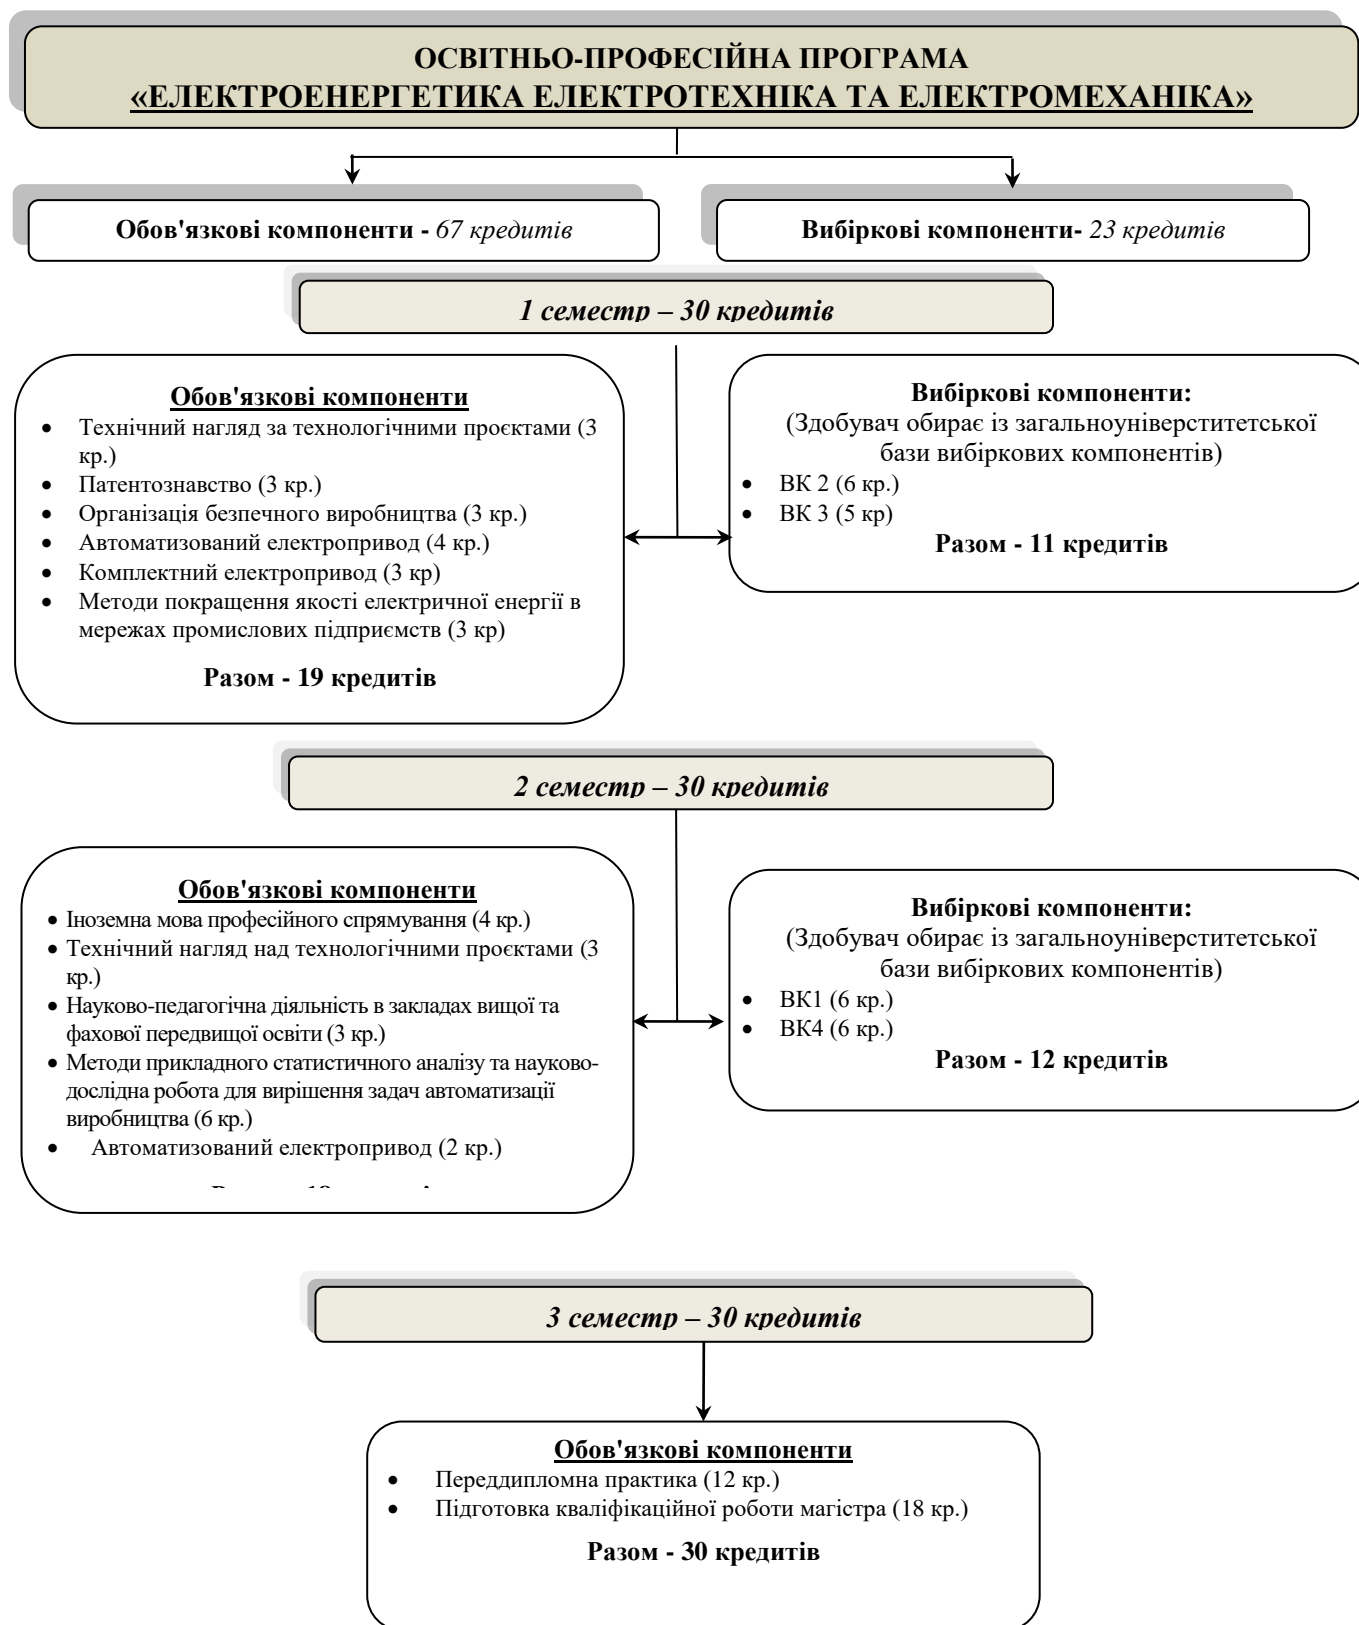 ОСВІТНЬО-ПРОФЕСІЙНА ПРОГРАМА
«ЕЛЕКТРОЕНЕРГЕТИКА ЕЛЕКТРОТЕХНІКА ТА ЕЛЕКТРОМЕХАНІКА»
Обов'язкові компоненти - 67 кредитів
Вибіркові компоненти- 23 кредитів
1 семестр – 30 кредитів
Обов'язкові компоненти
• Технічний нагляд за технологічними проєктами (3
кр.)
• Патентознавство (3 кр.)
• Організація безпечного виробництва (3 кр.)
• Автоматизований електропривод (4 кр.)
• Комплектний електропривод (3 кр)
• Методи покращення якості електричної енергії в
мережах промислових підприємств (3 кр)
Разом - 19 кредитів
Вибіркові компоненти:
(Здобувач обирає із загальноуніверститетської
бази вибіркових компонентів)
• ВК 2 (6 кр.)
• ВК 3 (5 кр)
Разом - 11 кредитів
2 семестр – 30 кредитів
Обов'язкові компоненти
• Іноземна мова професійного спрямування (4 кр.)
• Технічний нагляд над технологічними проєктами (3
кр.)
• Науково-педагогічна діяльність в закладах вищої та
фахової передвищої освіти (3 кр.)
• Методи прикладного статистичного аналізу та науково-
дослідна робота для вирішення задач автоматизації
виробництва (6 кр.)
• Автоматизований електропривод (2 кр.)
Вибіркові компоненти:
(Здобувач обирає із загальноуніверститетської
бази вибіркових компонентів)
• ВК1 (6 кр.)
• ВК4 (6 кр.)
Разом - 12 кредитів
3 семестр – 30 кредитів
Обов'язкові компоненти
• Переддипломна практика (12 кр.)
• Підготовка кваліфікаційної роботи магістра (18 кр.)
Разом - 30 кредитів